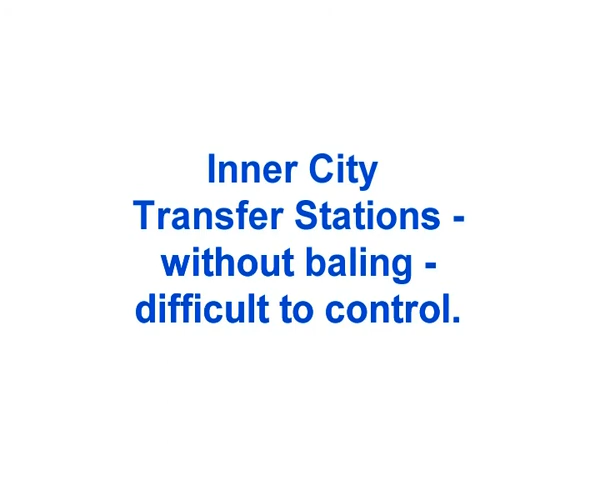 Inner City
Transfer Stations -
without baling -
difficult to control.